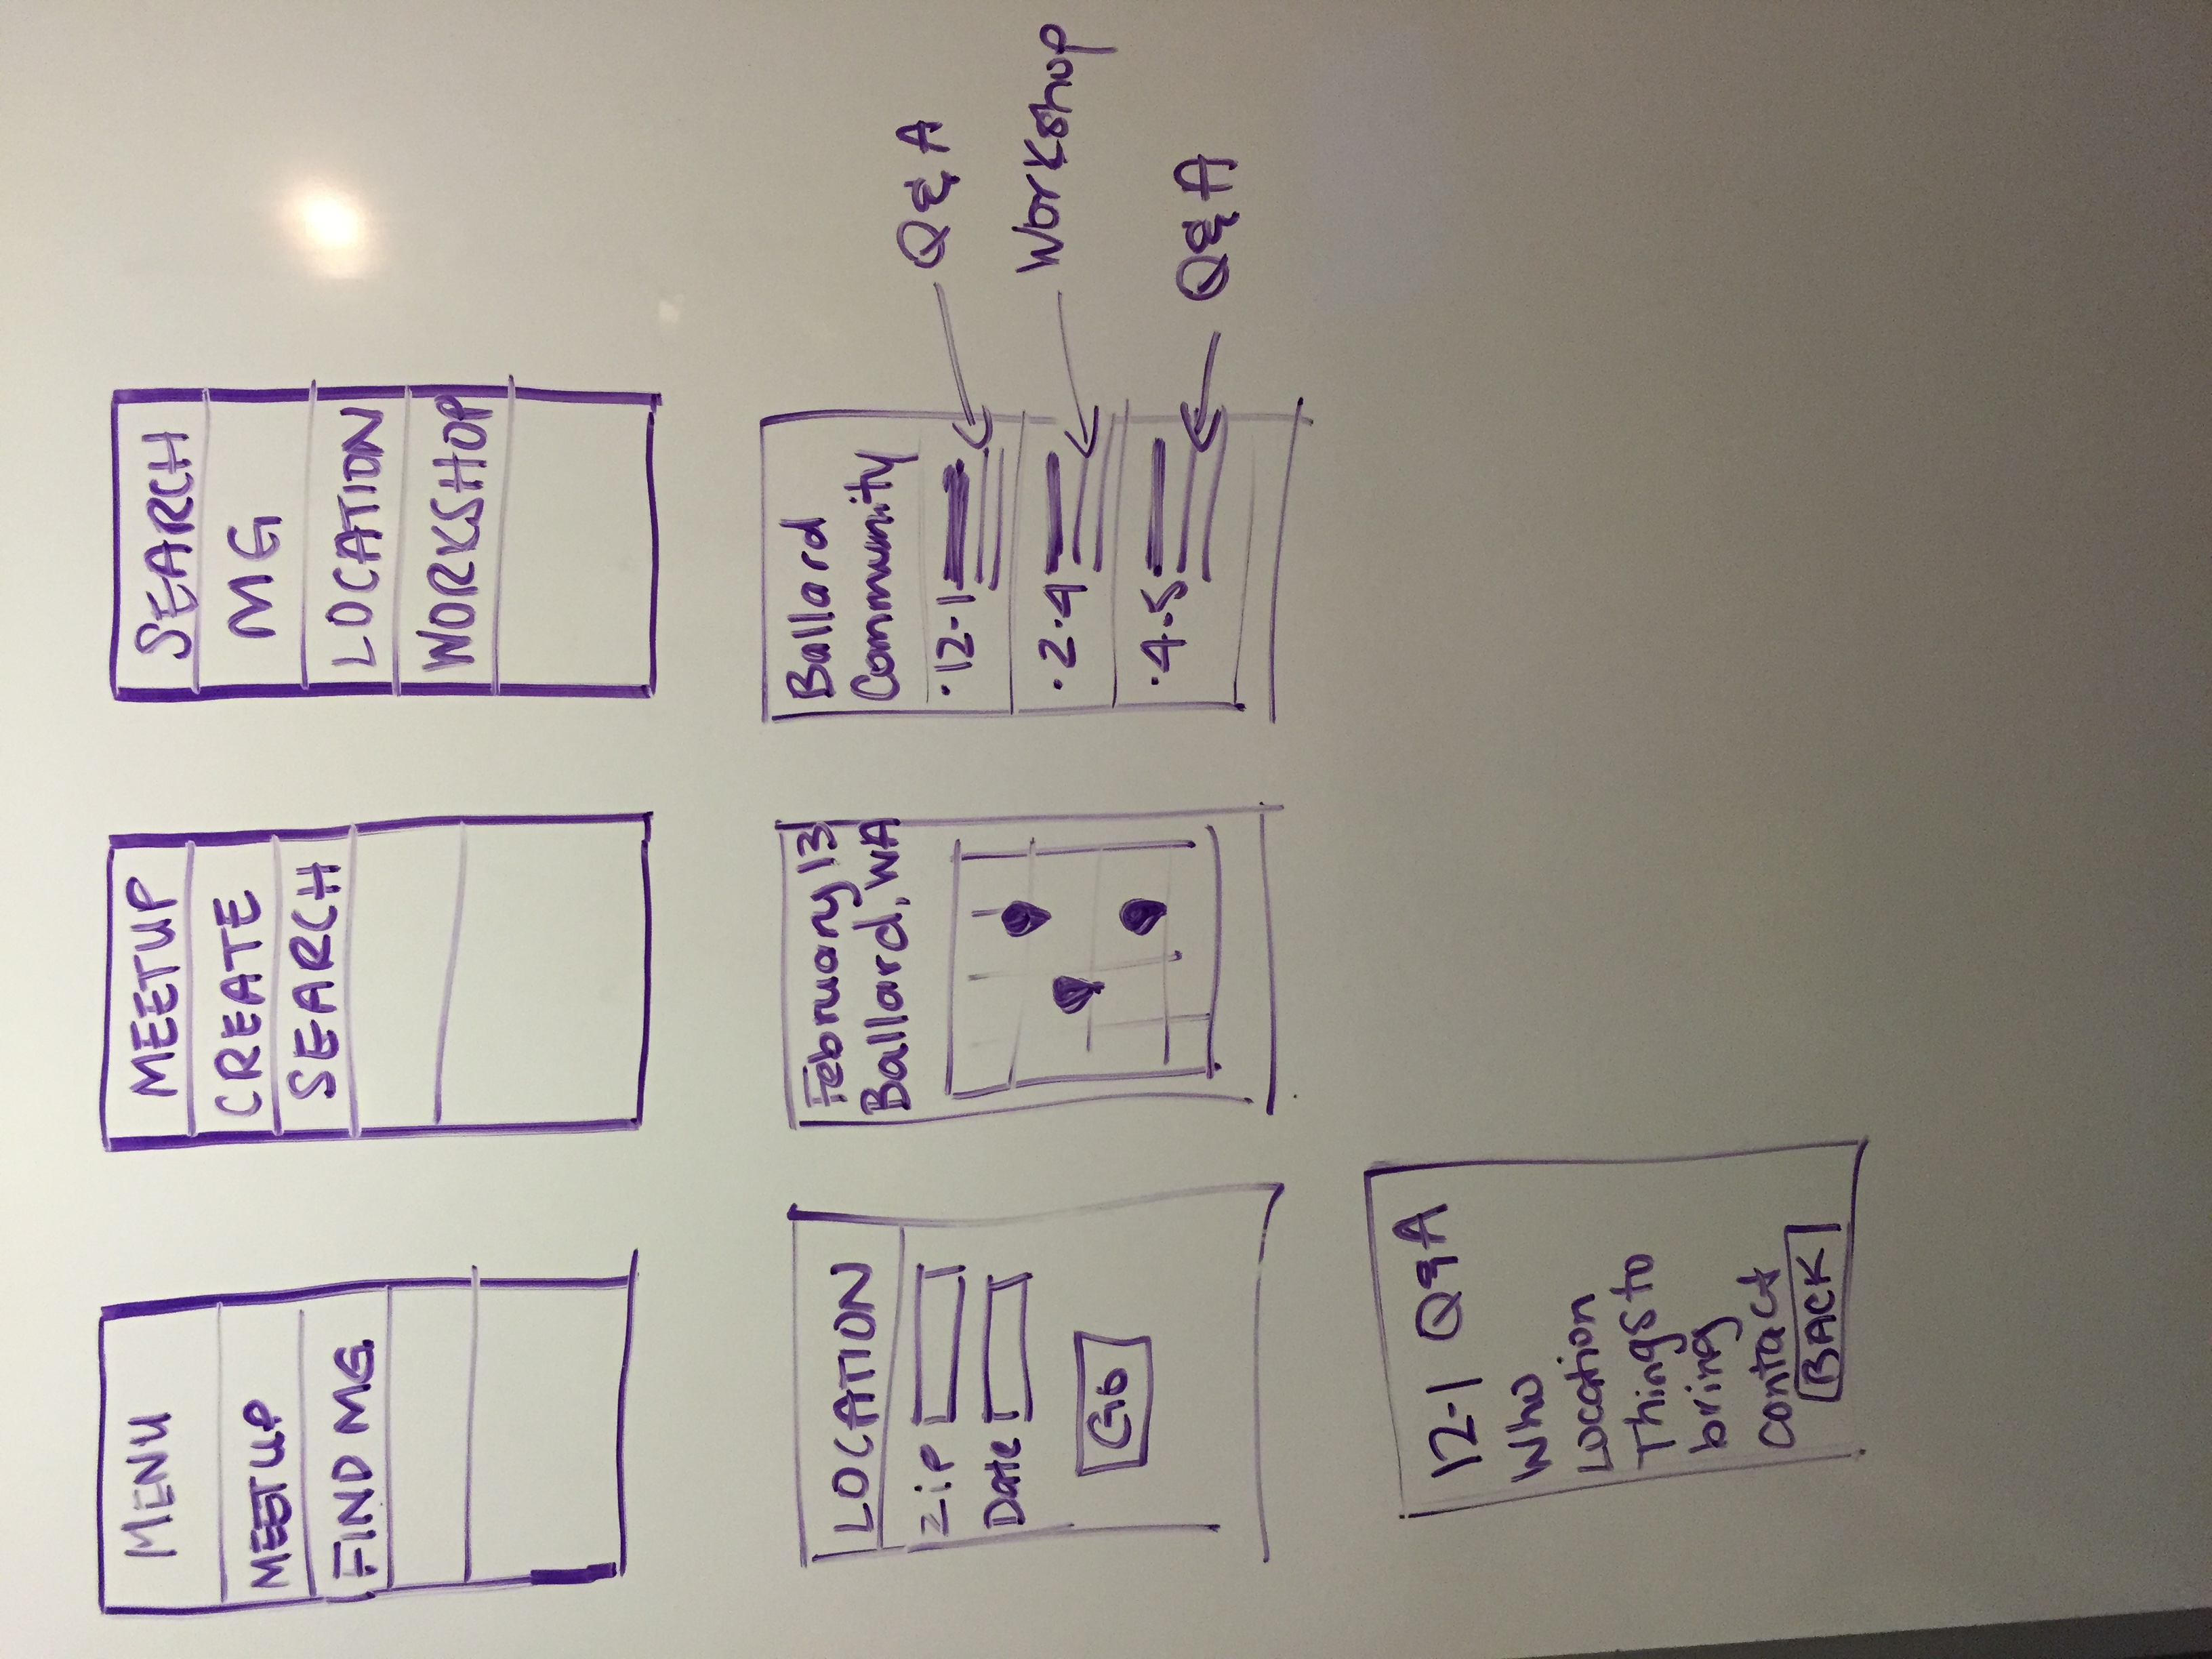 MENU
MEETUP
FIND MG
MEETUP
CREATE
SEARCH
SEARCH
MG
LOCATION
WORKSHOP
LOCATION
Zip
Date
Go
February 13
Ballard, WA
Ballard
Community
·12-1
Q&A
·2-4
Workshop
·4-5
Q&A
12-1 Q&A
Who
Location
Things to
bring
Contact
BACK